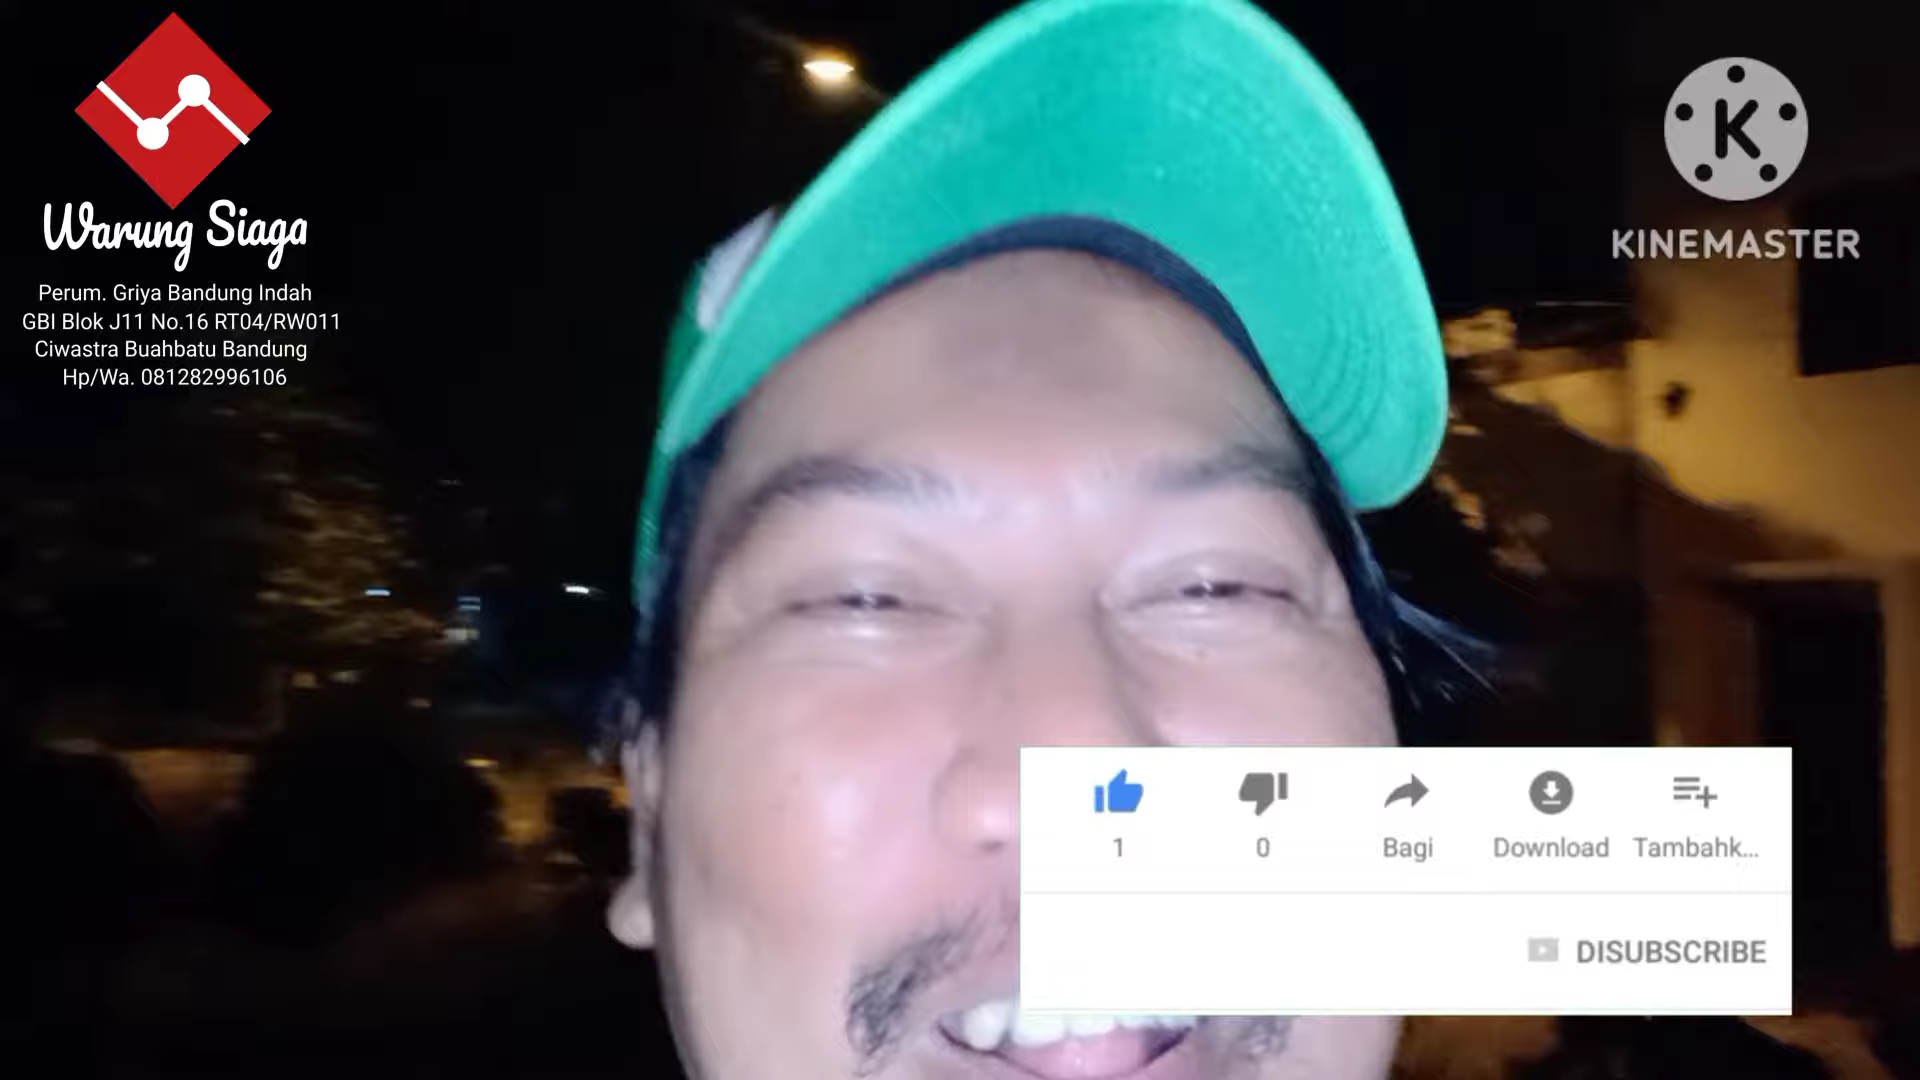 Warung Siaga
Perum. Griya Bandung Indah
GBI Blok J11 No.16 RT04/RW011
Ciwastra Buahbatu Bandung
Hp/Wa. 081282996106
K
KINEMASTER
1 0 Bagi Download Tambahk...
DISUBSCRIBE